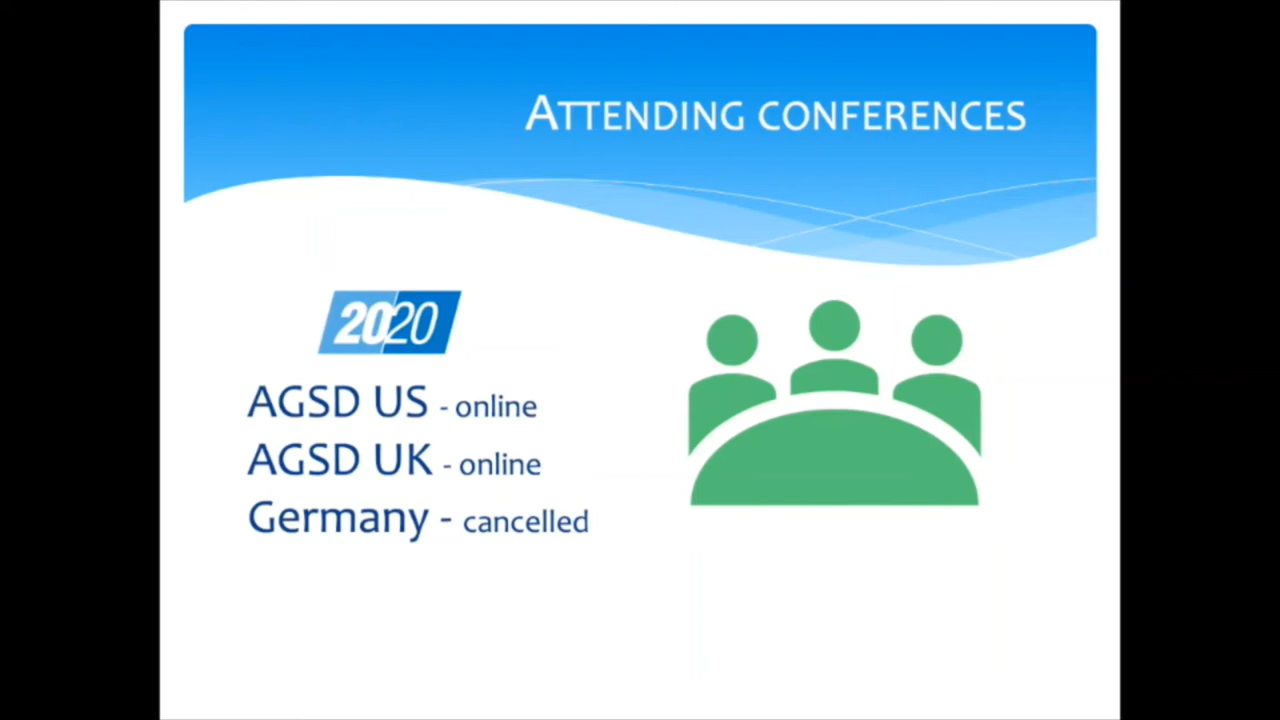 ATTENDING CONFERENCES
2020
AGSD US - online
AGSD UK - online
Germany - cancelled